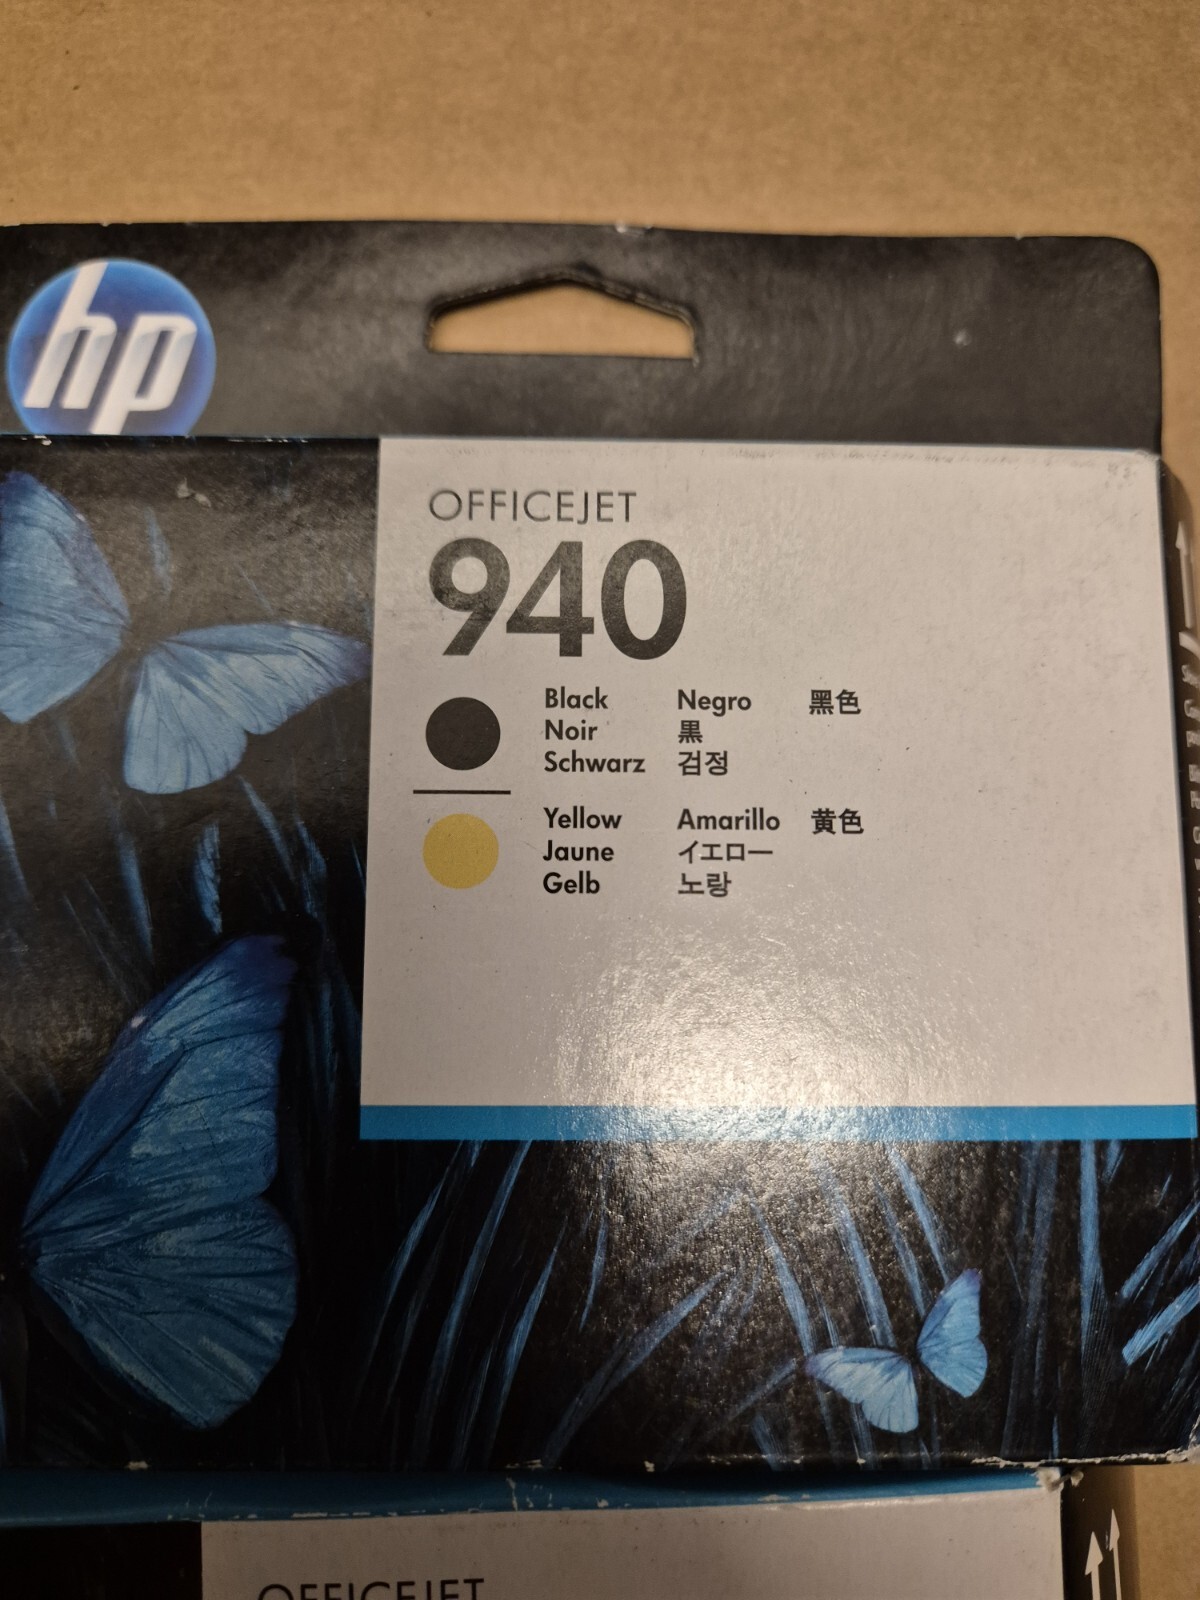 hp
OFFICEJET
940
Black Negro 黑色
Noir 黒
Schwarz 검정
Yellow Amarillo 黄色
Jaune イエロー
Gelb 노랑
OFFICEJET